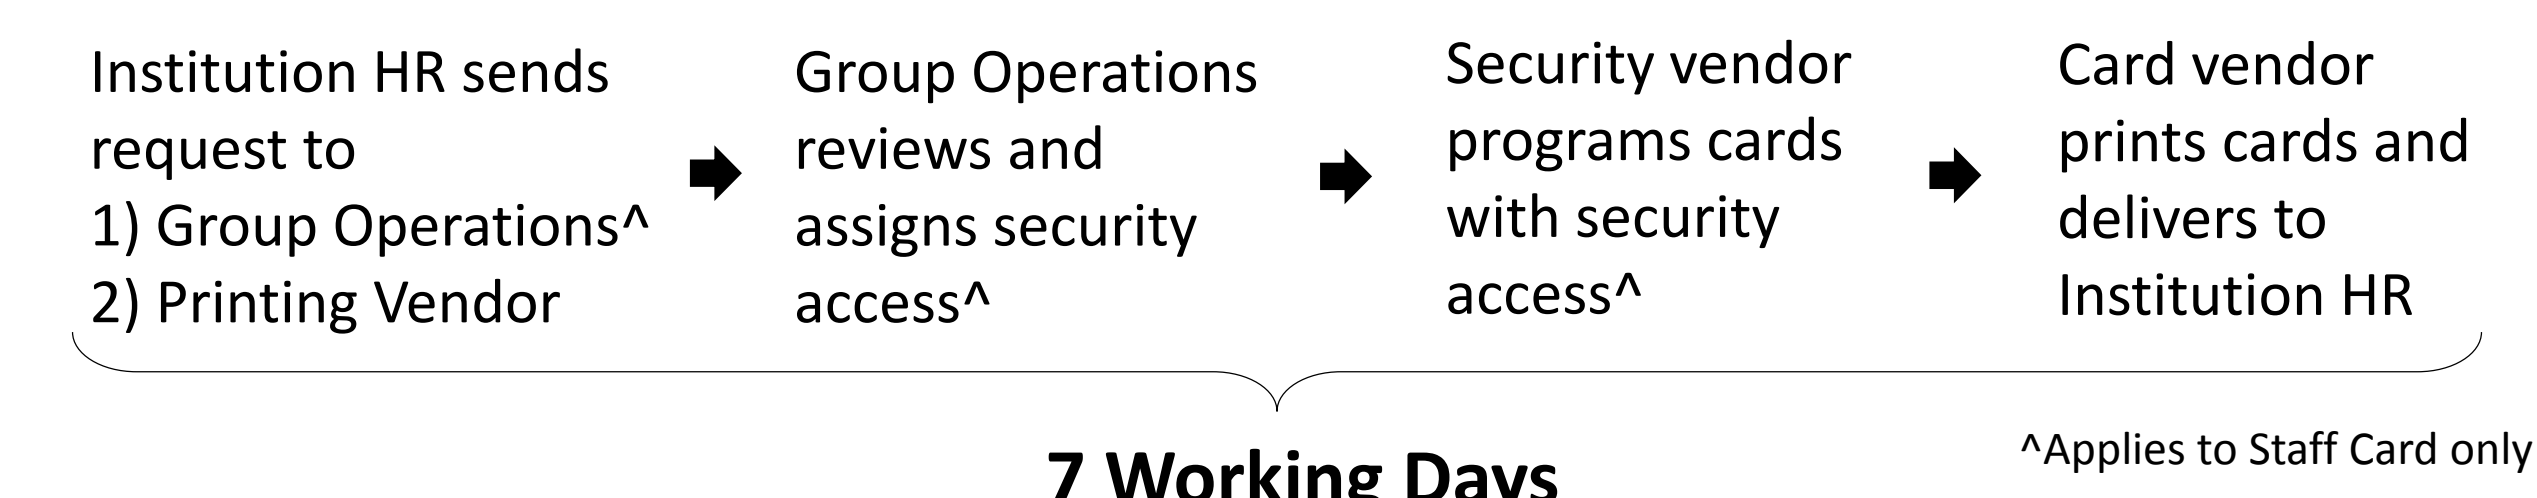 Institution HR sends
request to
1) Group Operations^
2) Printing Vendor
Group Operations
reviews and
assigns security
access^
Security vendor
programs cards
with security
access^
Card vendor
prints cards and
delivers to
Institution HR
7 Working Days
^Applies to Staff Card only